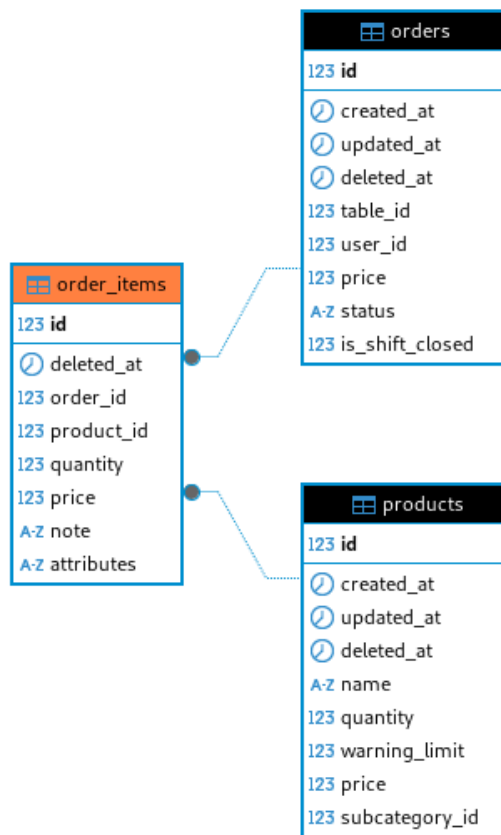 orders
123 id
created_at
updated_at
deleted_at
123 table_id
123 user_id
123 price
A-Z status
123 is_shift_closed
order_items
123 id
deleted_at
123 order_id
123 product_id
123 quantity
123 price
A-Z note
A-Z attributes
products
123 id
created_at
updated_at
deleted_at
A-Z name
123 quantity
123 warning_limit
123 price
123 subcategory_id